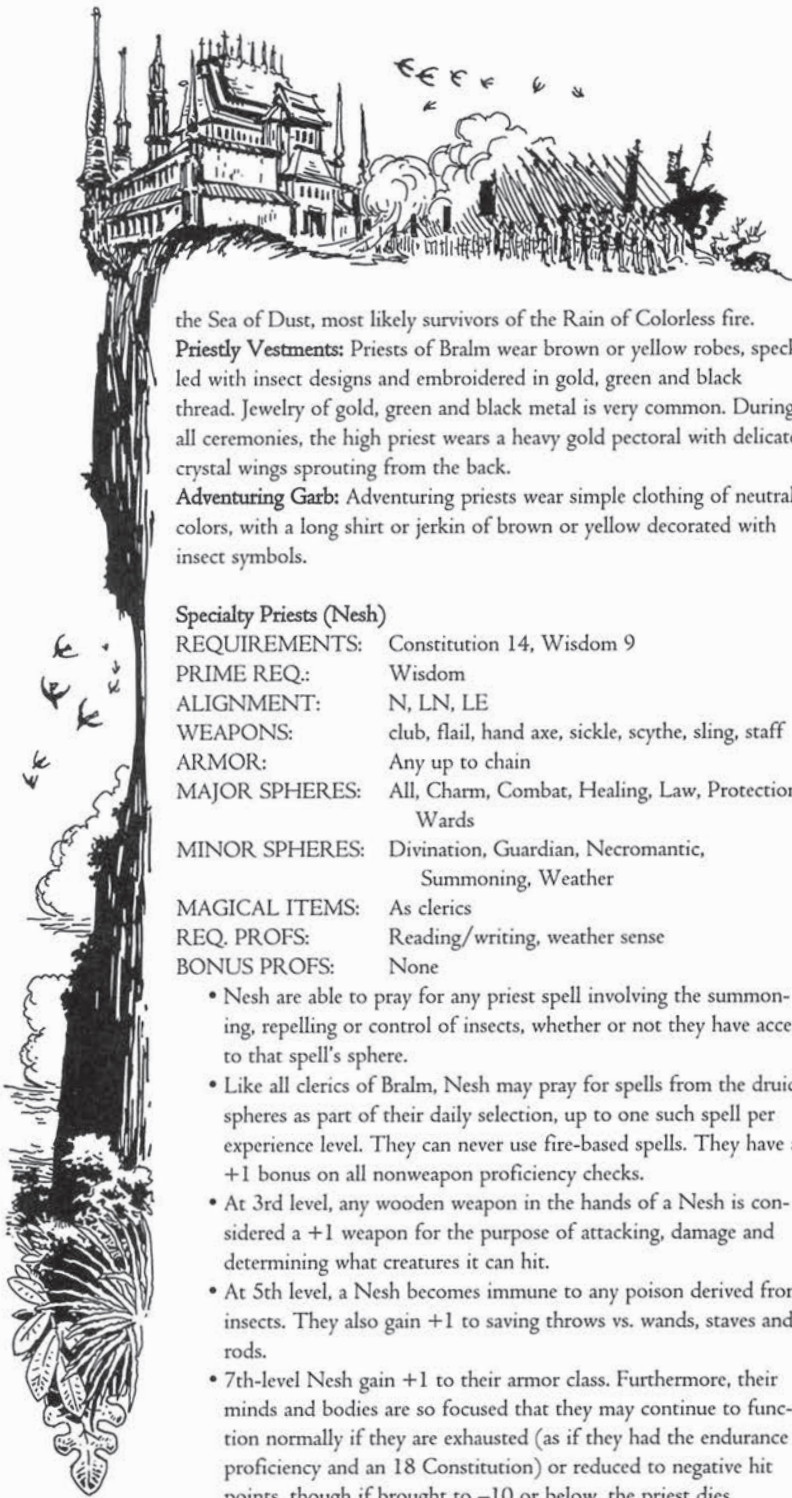 the Sea of Dust, most likely survivors of the Rain of Colorless fire.
Priestly Vestments: Priests of Bralm wear brown or yellow robes, speck
led with insect designs and embroidered in gold, green and black
thread. Jewelry of gold, green and black metal is very common. During
all ceremonies, the high priest wears a heavy gold pectoral with delicate
crystal wings sprouting from the back.
Adventuring Garb: Adventuring priests wear simple clothing of neutral
colors, with a long shirt or jerkin of brown or yellow decorated with
insect symbols.
Specialty Priests (Nesh)
REQUIREMENTS: Constitution 14, Wisdom 9
PRIME REQ.: Wisdom
ALIGNMENT: N, LN, LE
WEAPONS: club, flail, hand axe, sickle, scythe, sling, staff
ARMOR: Any up to chain
MAJOR SPHERES: All, Charm, Combat, Healing, Law, Protection
Wards
MINOR SPHERES: Divination, Guardian, Necromantic,
Summoning, Weather
MAGICAL ITEMS: As clerics
REQ. PROFS: Reading/writing, weather sense
BONUS PROFS: None
• Nesh are able to pray for any priest spell involving the summon-
ing, repelling or control of insects, whether or not they have acce
to that spell's sphere.
• Like all clerics of Bralm, Nesh may pray for spells from the druid
spheres as part of their daily selection, up to one such spell per
experience level. They can never use fire-based spells. They have a
+1 bonus on all nonweapon proficiency checks.
• At 3rd level, any wooden weapon in the hands of a Nesh is con-
sidered a +1 weapon for the purpose of attacking, damage and
determining what creatures it can hit.
• At 5th level, a Nesh becomes immune to any poison derived from
insects. They also gain +1 to saving throws vs. wands, staves and
rods.
• 7th-level Nesh gain +1 to their armor class. Furthermore, their
minds and bodies are so focused that they may continue to func-
tion normally if they are exhausted (as if they had the endurance
proficiency and an 18 Constitution) or reduced to negative hit
points, though if brought to –10 or below, the priest dies